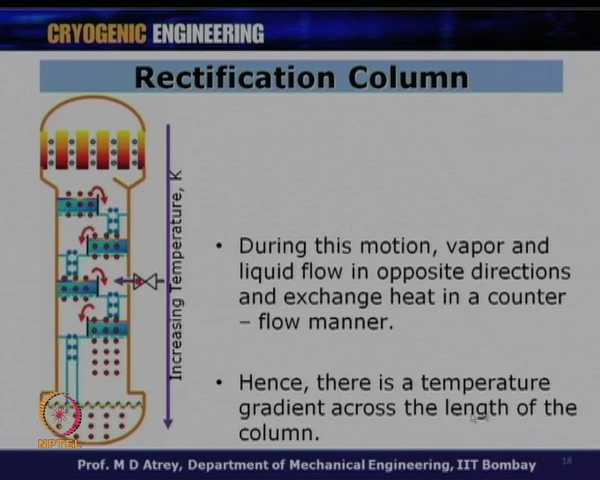 CRYOGENIC ENGINEERING
Rectification Column
Increasing Temperature, K
• During this motion, vapor and
liquid flow in opposite directions
and exchange heat in a counter
– flow manner.
• Hence, there is a temperature
gradient across the length of the
column.
NPTEL
Prof. M D Atrey, Department of Mechanical Engineering, IIT Bombay
18